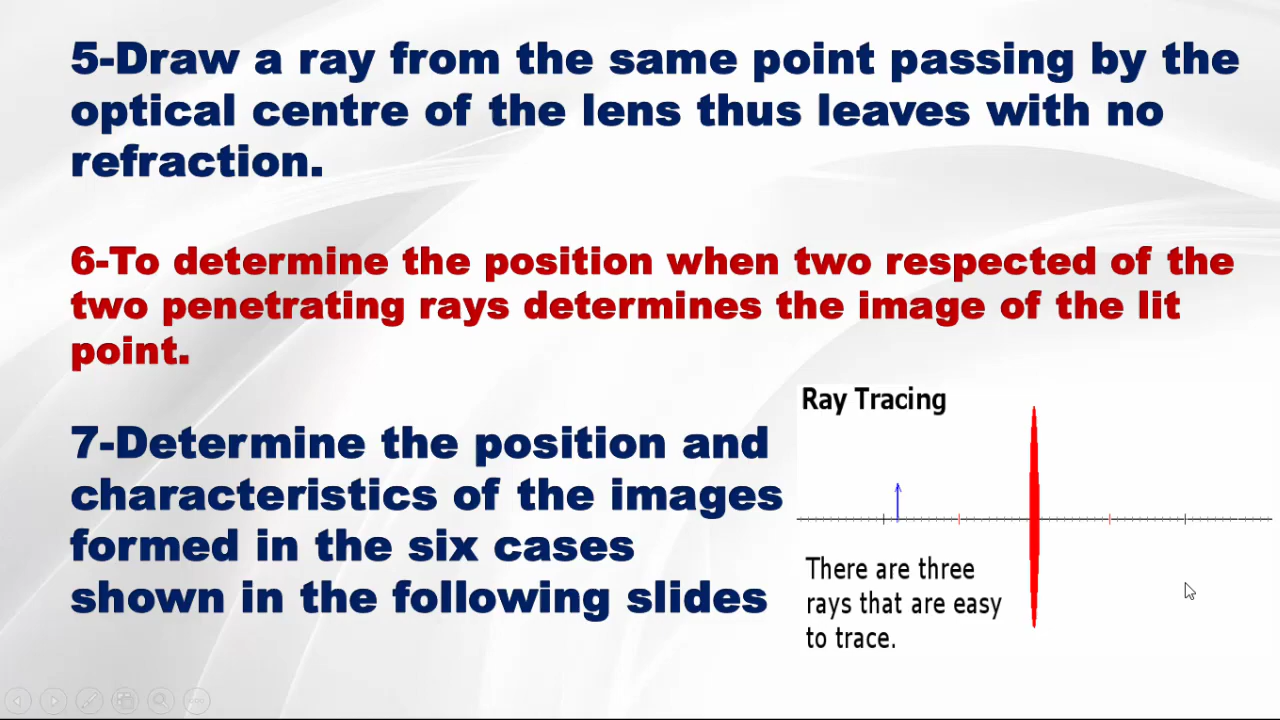 5-Draw a ray from the same point passing by the
optical centre of the lens thus leaves with no
refraction.
6-To determine the position when two respected of the
two penetrating rays determines the image of the lit
point.
7-Determine the position and
characteristics of the images
formed in the six cases
shown in the following slides
Ray Tracing
There are three
rays that are easy
to trace.